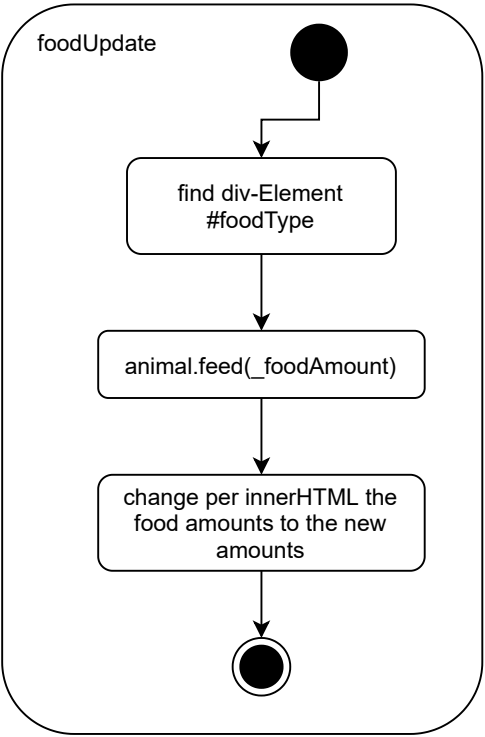 foodUpdate
find div-Element
#foodType
animal.feed(_foodAmount)
change per innerHTML the
food amounts to the new
amounts